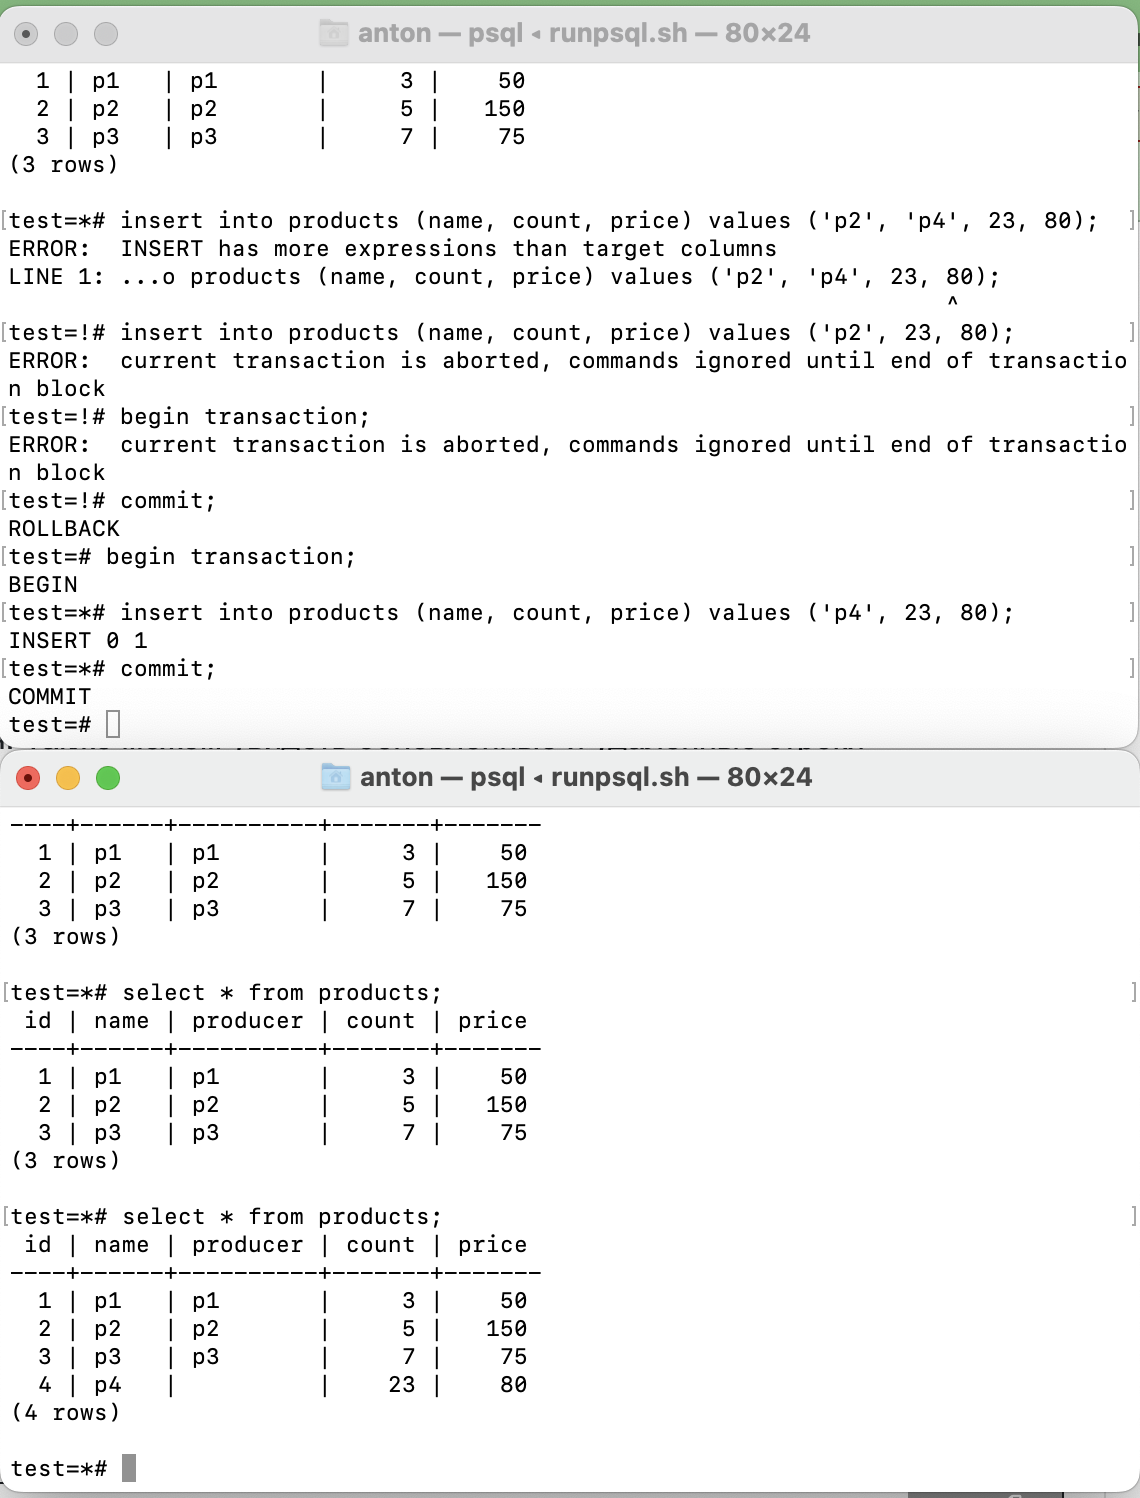 anton — psql ◂ runpsql.sh — 80×24
  1 | p1   | p1       |     3 |    50
  2 | p2   | p2       |     5 |   150
  3 | p3   | p3       |     7 |    75
(3 rows)
[test=*# insert into products (name, count, price) values ('p2', 'p4', 23, 80);  ]
ERROR:  INSERT has more expressions than target columns
LINE 1: ...o products (name, count, price) values ('p2', 'p4', 23, 80);
^
[test=!# insert into products (name, count, price) values ('p2', 23, 80);        ]
ERROR:  current transaction is aborted, commands ignored until end of transactio
n block
[test=!# begin transaction;                                                      ]
ERROR:  current transaction is aborted, commands ignored until end of transactio
n block
[test=!# commit;                                                                 ]
ROLLBACK
[test=# begin transaction;                                                       ]
BEGIN
[test=*# insert into products (name, count, price) values ('p4', 23, 80);        ]
INSERT 0 1
[test=*# commit;                                                                 ]
COMMIT
test=#
anton — psql ◂ runpsql.sh — 80×24
----+------+----------+-------+-------
  1 | p1   | p1       |     3 |    50
  2 | p2   | p2       |     5 |   150
  3 | p3   | p3       |     7 |    75
(3 rows)
[test=*# select * from products;                                                 ]
 id | name | producer | count | price
----+------+----------+-------+-------
  1 | p1   | p1       |     3 |    50
  2 | p2   | p2       |     5 |   150
  3 | p3   | p3       |     7 |    75
(3 rows)
[test=*# select * from products;                                                 ]
 id | name | producer | count | price
----+------+----------+-------+-------
  1 | p1   | p1       |     3 |    50
  2 | p2   | p2       |     5 |   150
  3 | p3   | p3       |     7 |    75
  4 | p4   |          |    23 |    80
(4 rows)
test=*#